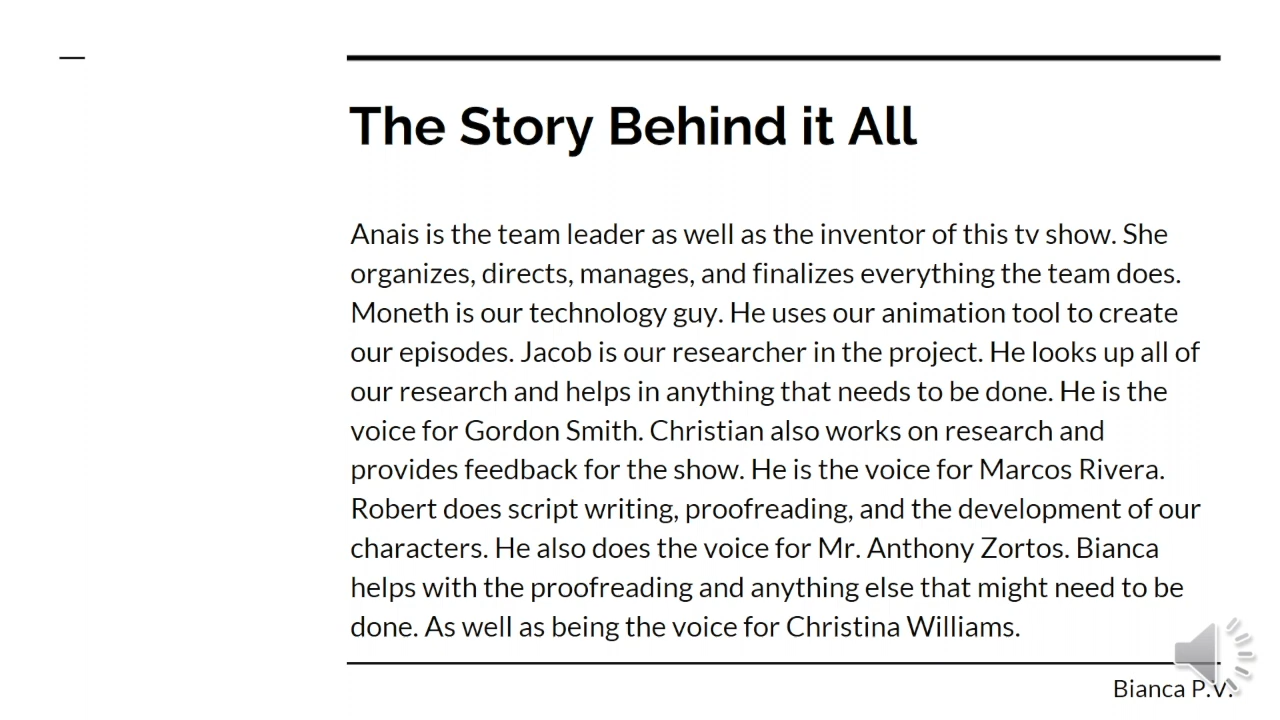 The Story Behind it All
Anais is the team leader as well as the inventor of this tv show. She
organizes, directs, manages, and finalizes everything the team does.
Moneth is our technology guy. He uses our animation tool to create
our episodes. Jacob is our researcher in the project. He looks up all of
our research and helps in anything that needs to be done. He is the
voice for Gordon Smith. Christian also works on research and
provides feedback for the show. He is the voice for Marcos Rivera.
Robert does script writing, proofreading, and the development of our
characters. He also does the voice for Mr. Anthony Zortos. Bianca
helps with the proofreading and anything else that might need to be
done. As well as being the voice for Christina Williams.
Bianca P.V.